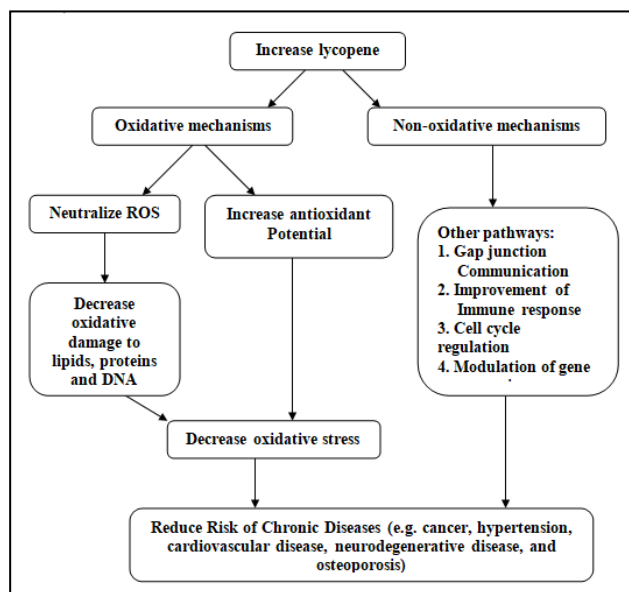 Increase lycopene
Oxidative mechanisms
Non-oxidative mechanisms
Neutralize ROS
Increase antioxidant
Potential
Other pathways:
1. Gap junction
Communication
2. Improvement of
Immune response
3. Cell cycle
regulation
4. Modulation of gene
Decrease
oxidative
damage to
lipids, proteins
and DNA
Decrease oxidative stress
Reduce Risk of Chronic Diseases (e.g. cancer, hypertension,
cardiovascular disease, neurodegenerative disease, and
osteoporosis)